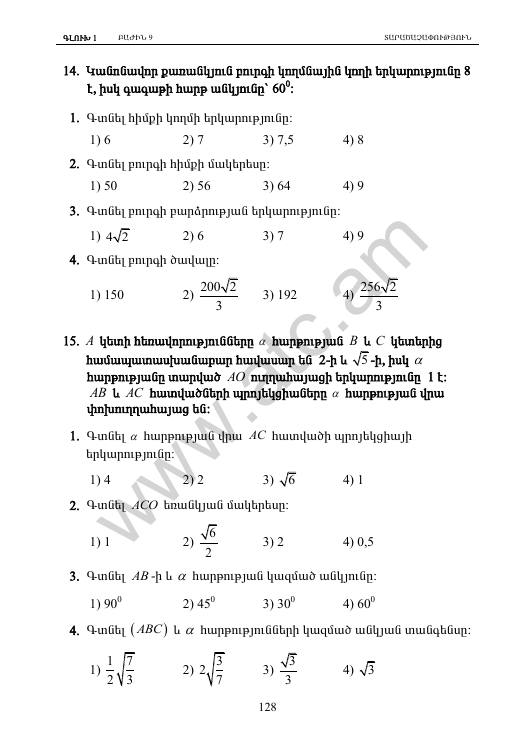 ԳԼՈՒԽ 1 ԲԱԺԻՆ 9 ՏԱՐԱԾԱՉԱՓՈՒԹՅՈՒՆ
14. Կանոնավոր քառանկյուն բուրգի կողմնային կողի երկարությունը 8
է, իսկ գագաթի հարթ անկյունը` 60⁰:
1. Գտնել հիմքի կողմի երկարությունը:
1) 6 2) 7 3) 7,5 4) 8
2. Գտնել բուրգի հիմքի մակերեսը:
1) 50 2) 56 3) 64 4) 9
3. Գտնել բուրգի բարձրության երկարությունը:
1) 4√2 2) 6 3) 7 4) 9
4. Գտնել բուրգի ծավալը:
1) 150 2) 200√2/3 3) 192 4) 256√2/3
15. A կետի հեռավորությունները α հարթության B և C կետերից
համապատասխանաբար հավասար են 2-ի և √5-ի, իսկ α
հարթությանը տարված AO ուղղահայացի երկարությունը 1 է:
AB և AC հատվածների պրոյեկցիաները α հարթության վրա
փոխուղղահայաց են:
1. Գտնել α հարթության վրա AC հատվածի պրոյեկցիայի
երկարությունը:
1) 4 2) 2 3) √6 4) 1
2. Գտնել ACO եռանկյան մակերեսը:
1) 1 2) √6/2 3) 2 4) 0,5
3. Գտնել AB-ի և α հարթության կազմած անկյունը:
1) 90⁰ 2) 45⁰ 3) 30⁰ 4) 60⁰
4. Գտնել (ABC) և α հարթությունների կազմած անկյան տանգենսը:
1) 1/2 √7/3 2) 2√3/7 3) √3/3 4) √3
128
www.atc.am